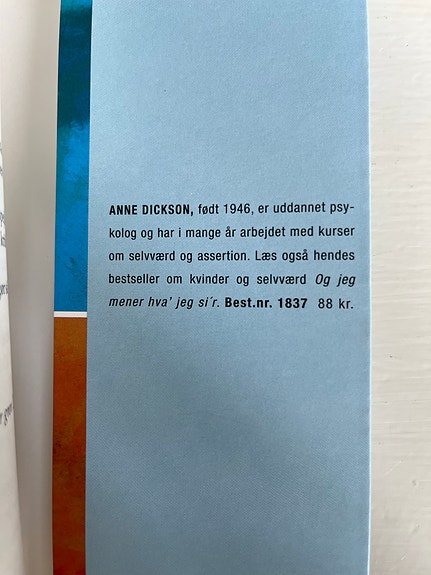 ANNE DICKSON, født 1946, er uddannet psy-
kolog og har i mange år arbejdet med kurser
om selvværd og assertion. Læs også hendes
bestseller om kvinder og selvværd Og jeg
mener hva' jeg si´r. Best.nr. 1837 88 kr.